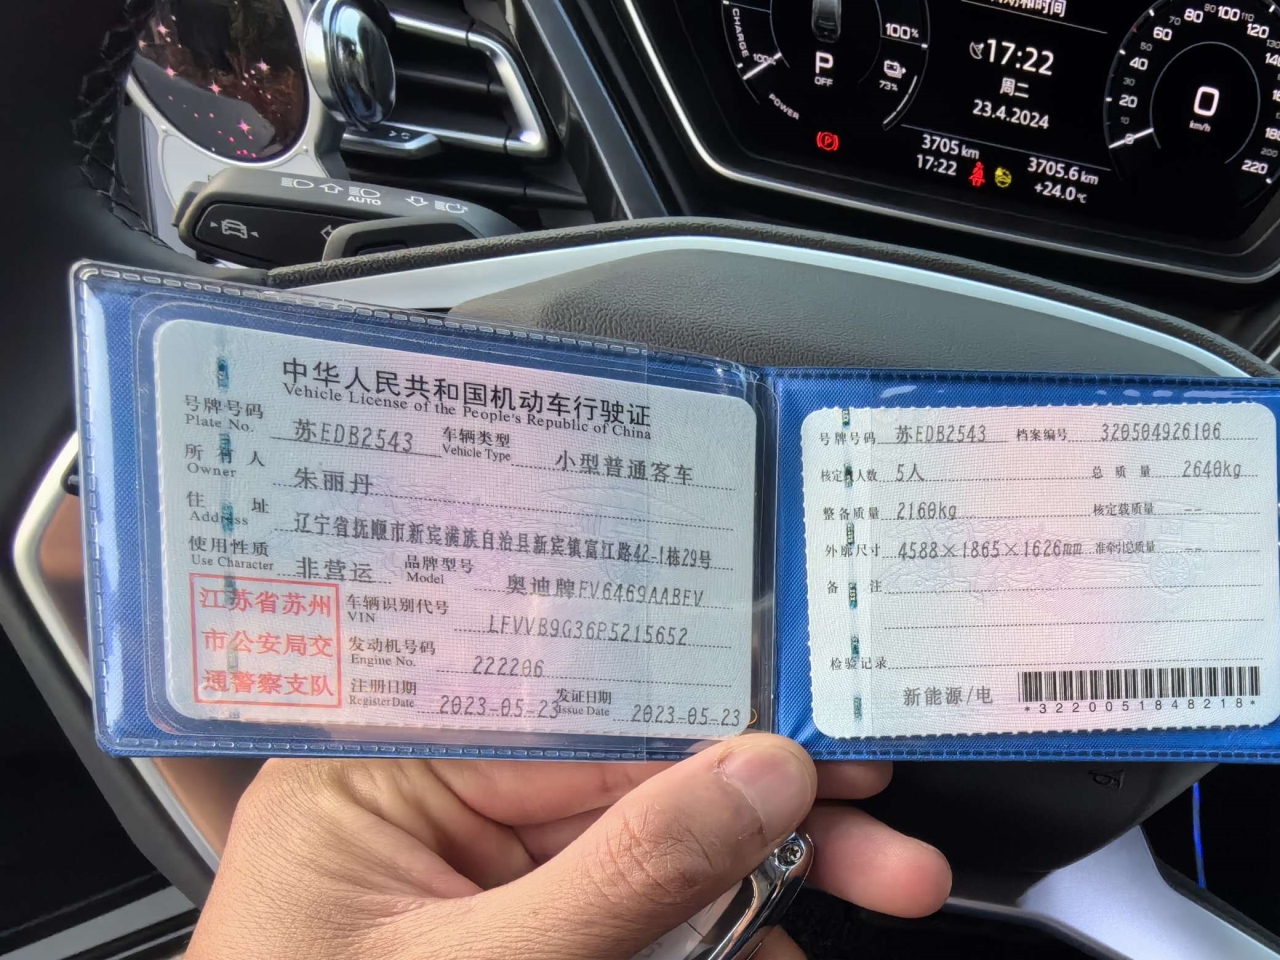 100%
CHARGE
100%
P
OFF
73%
POWER
17:22
周二
23.4.2024
3705 km
17:22
3705.6 km
+24.0 ℃
0
km/h
20
40
50
60
70
80
90
100
110
120
220
AUTO
中华人民共和国机动车行驶证
Vehicle License of the People's Republic of China
号牌号码 苏EDB2543 车辆类型 小型普通客车
Plate No. Vehicle Type
所有人 朱丽丹
Owner
住址 辽宁省抚顺市新宾满族自治县新宾镇富江路42-1栋29号
Address
使用性质 非营运 品牌型号 奥迪牌FV6469AABEV
Use Character Model
江苏省苏州
市公安局交
通警察支队
车辆识别代号 LFVVB9G36P5215652
VIN
发动机号码 222206
Engine No.
注册日期 2023-05-23 发证日期 2023-05-23
Register Date Issue Date
号牌号码 苏EDB2543 档案编号 320504926106
核定载人数 5人 总质量 2640kg
整备质量 2160kg 核定载质量 --
外廓尺寸 4588×1865×1626mm 准牵引总质量 --
备注
检验记录
新能源/电
*3220051848218*